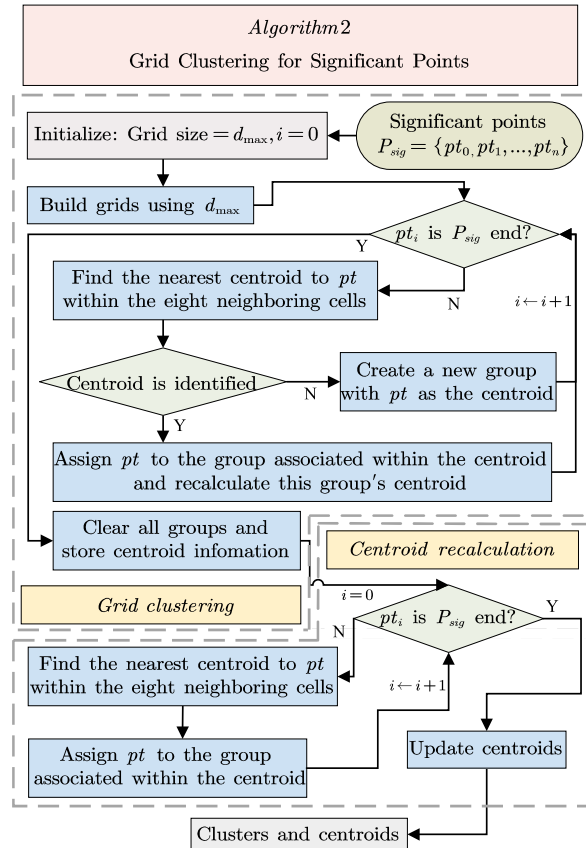 Algorithm2
Grid Clustering for Significant Points
Initialize: Grid size = d_max, i = 0
Significant points
P_sig = {pt_0, pt_1, ..., pt_n}
Build grids using d_max
pt_i is P_sig end?
Y
N
Find the nearest centroid to pt
within the eight neighboring cells
i ← i+1
Centroid is identified
N
Y
Create a new group
with pt as the centroid
Assign pt to the group associated within the centroid
and recalculate this group's centroid
Clear all groups and
store centroid infomation
Grid clustering
Centroid recalculation
i = 0
pt_i is P_sig end?
Y
N
Find the nearest centroid to pt
within the eight neighboring cells
i ← i+1
Assign pt to the group
associated within the centroid
Update centroids
Clusters and centroids